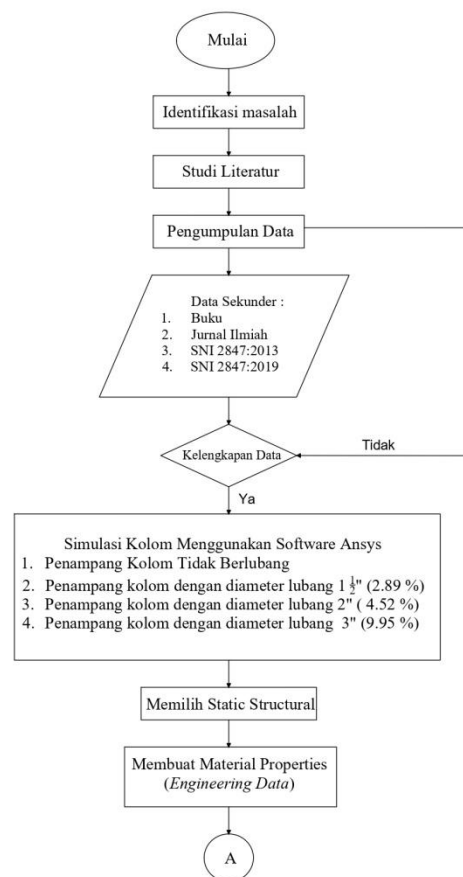 Mulai
Identifikasi masalah
Studi Literatur
Pengumpulan Data
Data Sekunder :
1. Buku
2. Jurnal Ilmiah
3. SNI 2847:2013
4. SNI 2847:2019
Kelengkapan Data
Tidak
Ya
Simulasi Kolom Menggunakan Software Ansys
1. Penampang Kolom Tidak Berlubang
2. Penampang kolom dengan diameter lubang 1 ½" (2.89 %)
3. Penampang kolom dengan diameter lubang 2" ( 4.52 %)
4. Penampang kolom dengan diameter lubang 3" (9.95 %)
Memilih Static Structural
Membuat Material Properties
(Engineering Data)
A